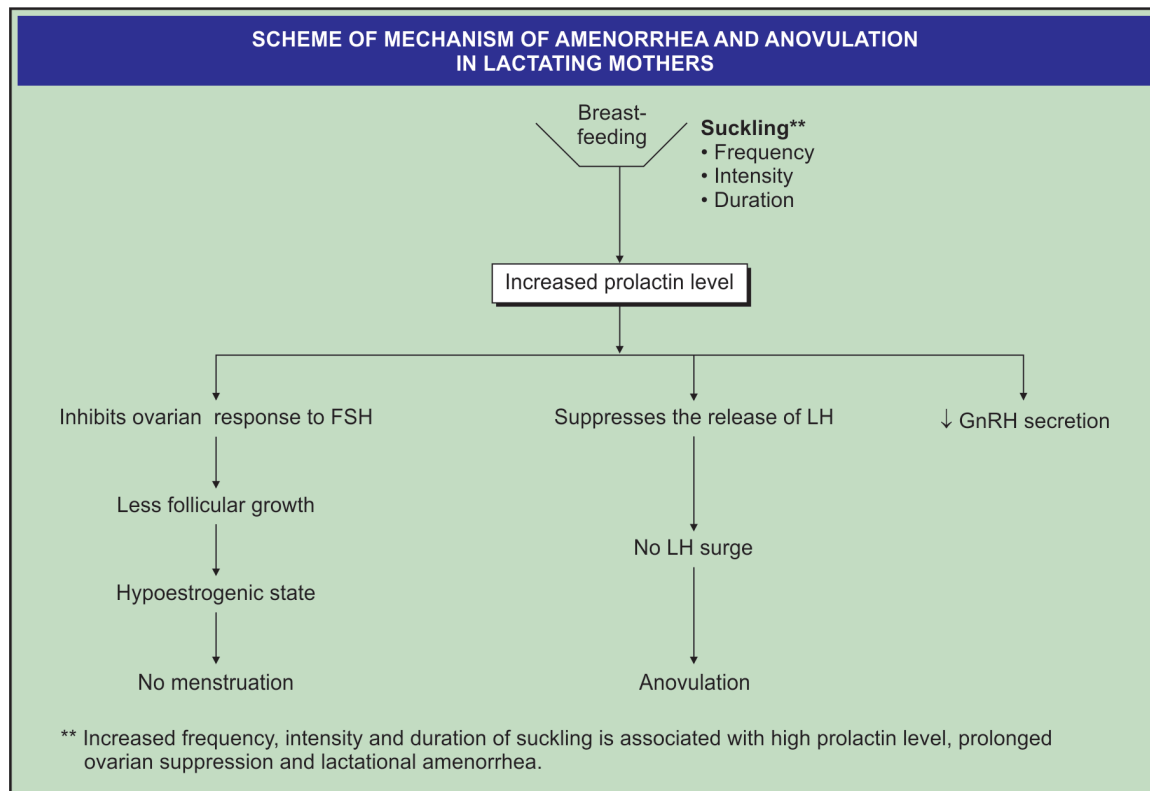 SCHEME OF MECHANISM OF AMENORRHEA AND ANOVULATION
IN LACTATING MOTHERS
Breast-
feeding
Suckling**
• Frequency
• Intensity
• Duration
Increased prolactin level
Inhibits ovarian response to FSH
Less follicular growth
Hypoestrogenic state
No menstruation
Suppresses the release of LH
No LH surge
Anovulation
↓ GnRH secretion
** Increased frequency, intensity and duration of suckling is associated with high prolactin level, prolonged
ovarian suppression and lactational amenorrhea.